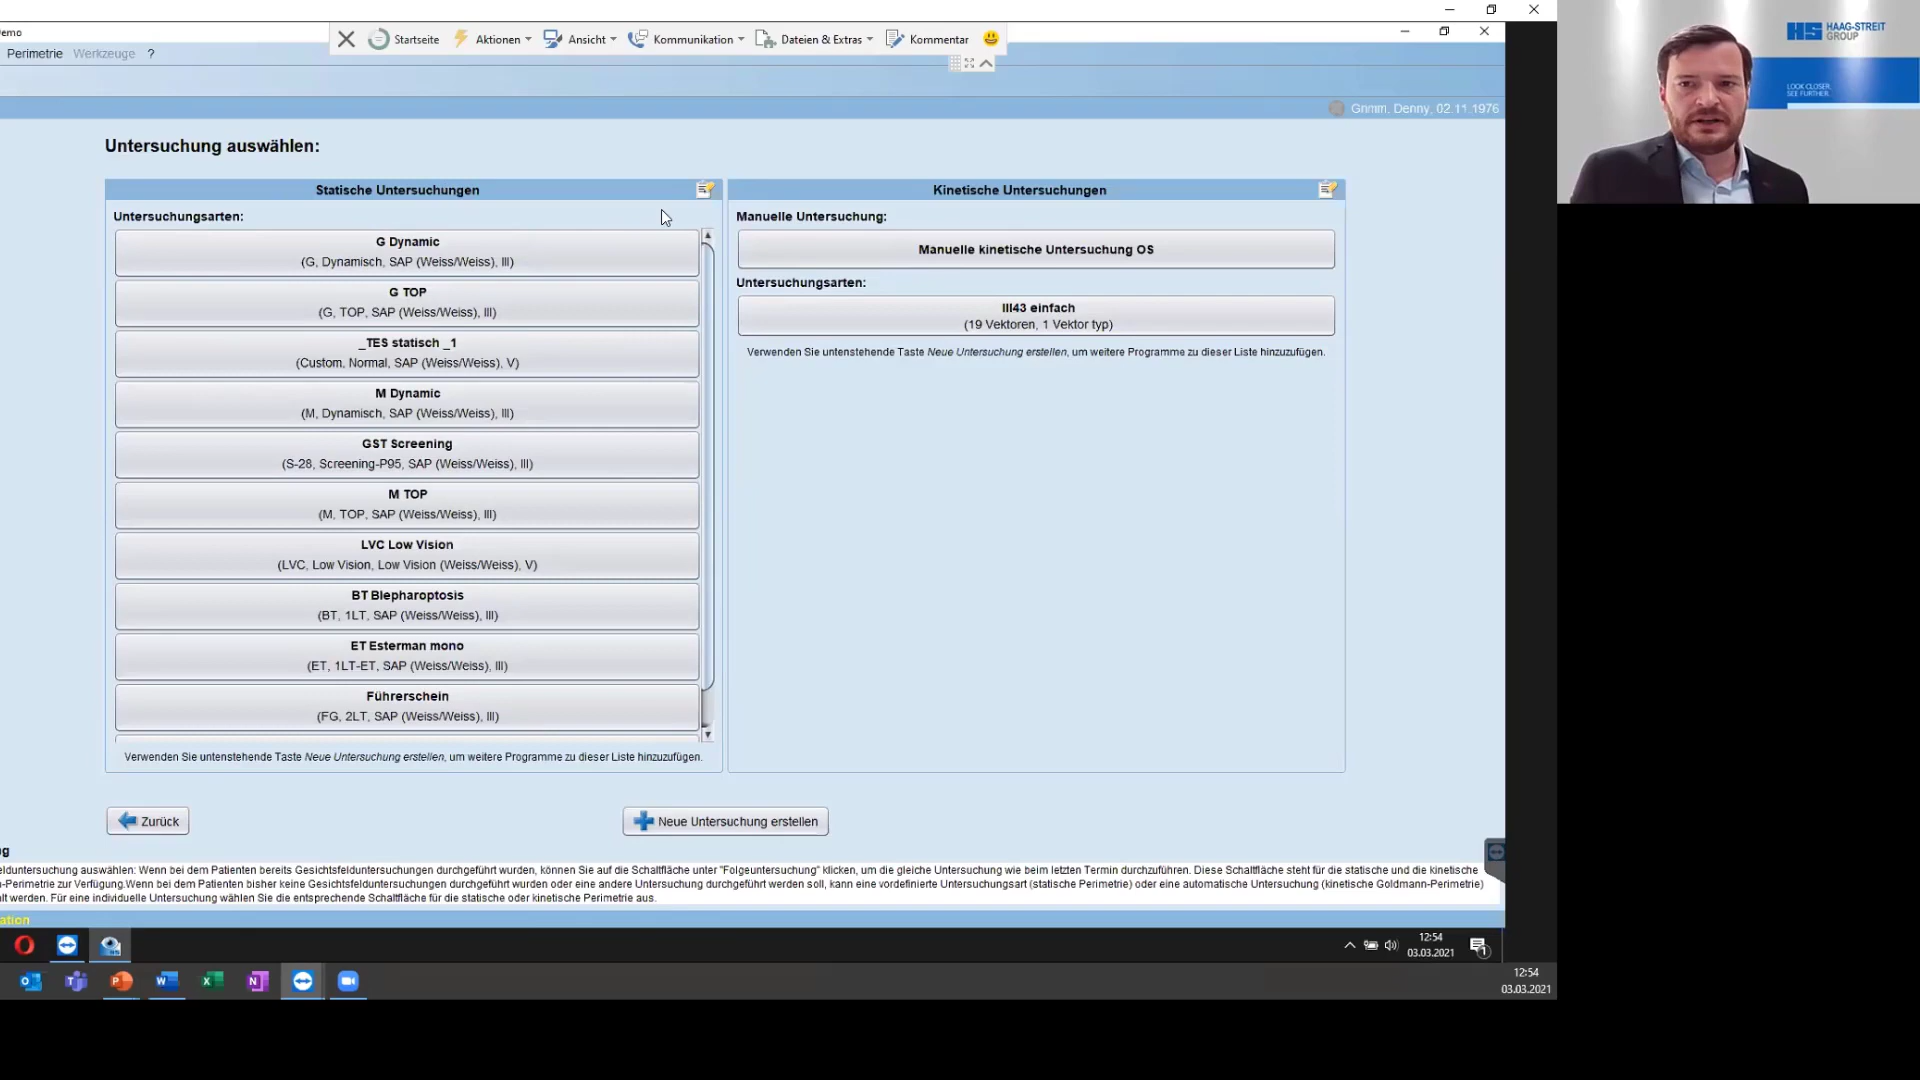 emo
Perimetrie Werkzeuge ?
Startseite Aktionen Ansicht Kommunikation Dateien & Extras Kommentar
HAAG-STREIT
GROUP
LOOK CLOSER.
SEE FURTHER.
Grimm, Denny, 02.11.1976
Untersuchung auswählen:
Statische Untersuchungen
Untersuchungsarten:
G Dynamic
(G, Dynamisch, SAP (Weiss/Weiss), III)
G TOP
(G, TOP, SAP (Weiss/Weiss), III)
_TES statisch _1
(Custom, Normal, SAP (Weiss/Weiss), V)
M Dynamic
(M, Dynamisch, SAP (Weiss/Weiss), III)
GST Screening
(S-28, Screening-P95, SAP (Weiss/Weiss), III)
M TOP
(M, TOP, SAP (Weiss/Weiss), III)
LVC Low Vision
(LVC, Low Vision, Low Vision (Weiss/Weiss), V)
BT Blepharoptosis
(BT, 1LT, SAP (Weiss/Weiss), III)
ET Esterman mono
(ET, 1LT-ET, SAP (Weiss/Weiss), III)
Führerschein
(FG, 2LT, SAP (Weiss/Weiss), III)
Verwenden Sie untenstehende Taste Neue Untersuchung erstellen, um weitere Programme zu dieser Liste hinzuzufügen.
Kinetische Untersuchungen
Manuelle Untersuchung:
Manuelle kinetische Untersuchung OS
Untersuchungsarten:
III43 einfach
(19 Vektoren, 1 Vektor typ)
Verwenden Sie untenstehende Taste Neue Untersuchung erstellen, um weitere Programme zu dieser Liste hinzuzufügen.
Zurück
Neue Untersuchung erstellen
g
elduntersuchung auswählen: Wenn bei dem Patienten bereits Gesichtsfelduntersuchungen durchgeführt wurden, können Sie auf die Schaltfläche unter "Folgeuntersuchung" klicken, um die gleiche Untersuchung wie beim letzten Termin durchzuführen. Diese Schaltfläche steht für die statische und die kinetische
n-Perimetrie zur Verfügung.Wenn bei dem Patienten bisher keine Gesichtsfelduntersuchungen durchgeführt wurden oder eine andere Untersuchung durchgeführt werden soll, kann eine vordefinierte Untersuchungsart (statische Perimetrie) oder eine automatische Untersuchung (kinetische Goldmann-Perimetrie)
lt werden. Für eine individuelle Untersuchung wählen Sie die entsprechende Schaltfläche für die statische oder kinetische Perimetrie aus.
ation
12:54
03.03.2021
1
12:54
03.03.2021